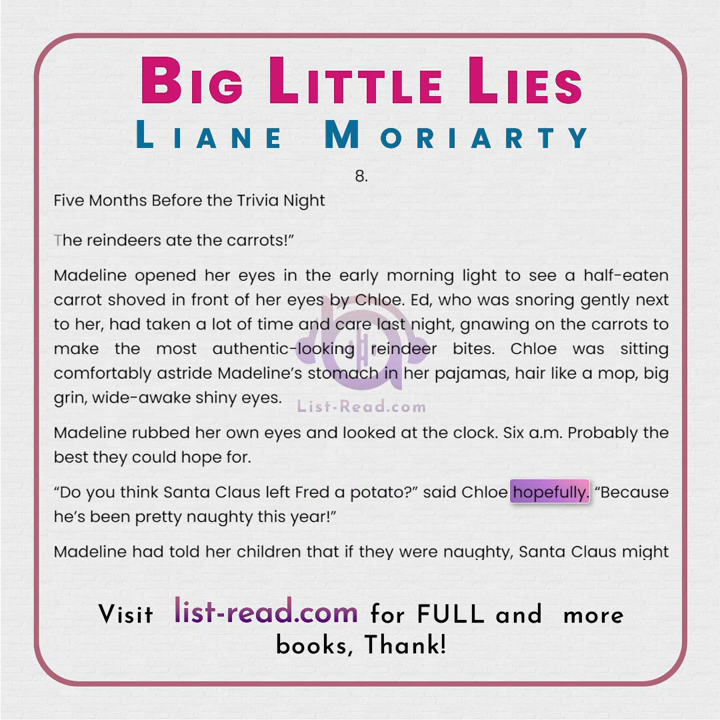 BIG LITTLE LIES
LIANE MORIARTY
8.
Five Months Before the Trivia Night
The reindeers ate the carrots!”
Madeline opened her eyes in the early morning light to see a half-eaten
carrot shoved in front of her eyes by Chloe. Ed, who was snoring gently next
to her, had taken a lot of time and care last night, gnawing on the carrots to
make the most authentic-looking reindeer bites. Chloe was sitting
comfortably astride Madeline’s stomach in her pajamas, hair like a mop, big
grin, wide-awake shiny eyes.
List-Read.com
Madeline rubbed her own eyes and looked at the clock. Six a.m. Probably the
best they could hope for.
“Do you think Santa Claus left Fred a potato?” said Chloe hopefully. “Because
he’s been pretty naughty this year!”
Madeline had told her children that if they were naughty, Santa Claus might
Visit list-read.com for FULL and more
books, Thank!